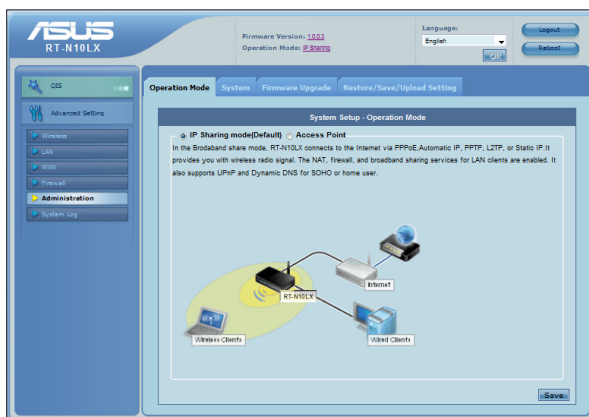 ASUS
RT-N10LX
Firmware Version: 1.0.0.2
Operation Mode: IP Sharing
Language:
English
OK
Logout
Reboot
QIS
Advanced Setting
Wireless
LAN
WAN
Firewall
Administration
System Log
Operation Mode System Firmware Upgrade Restore/Save/Upload Setting
System Setup - Operation Mode
IP Sharing mode(Default) Access Point
In the Brodaband share mode, RT-N10LX connects to the Internet via PPPoE,Automatic IP, PPTP, L2TP, or Static IP.It
provides you with wireless radio signal. The NAT, firewall, and broadband sharing services for LAN clients are enabled. It
also supports UPnP and Dynamic DNS for SOHO or home user.
Internet
RT-N10LX
Wireless Clients
Wired Clients
Save